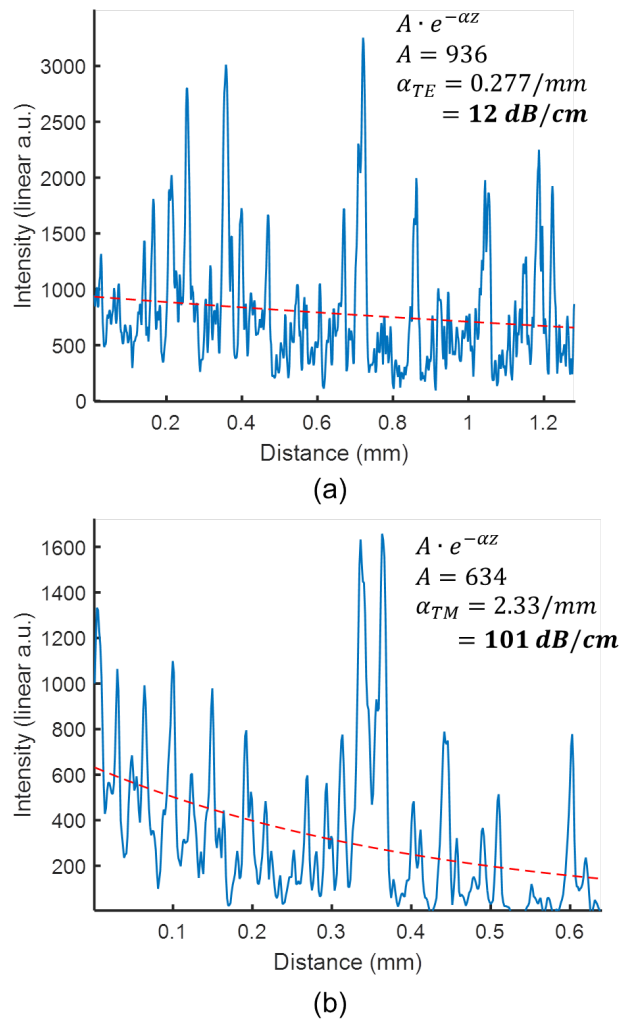 A · e^{−αz}
A = 936
α_{TE} = 0.277/mm
= 12 dB/cm
3000
2500
2000
1500
1000
500
0
Intensity (linear a.u.)
0.2 0.4 0.6 0.8 1 1.2
Distance (mm)
(a)
A · e^{−αz}
A = 634
α_{TM} = 2.33/mm
= 101 dB/cm
1600
1400
1200
1000
800
600
400
200
Intensity (linear a.u.)
0.1 0.2 0.3 0.4 0.5 0.6
Distance (mm)
(b)